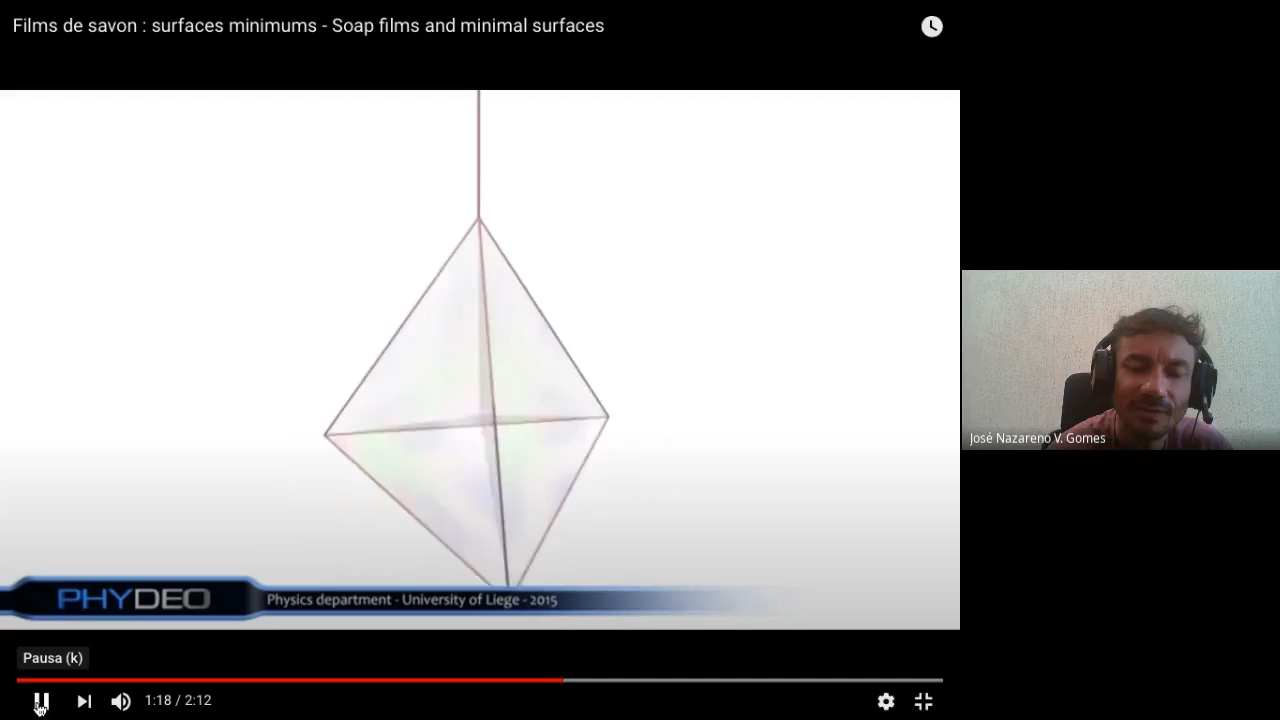 Films de savon : surfaces minimums - Soap films and minimal surfaces
José Nazareno V. Gomes
PHYDEO
Physics department - University of Liege - 2015
Pausa (k)
1:18 / 2:12